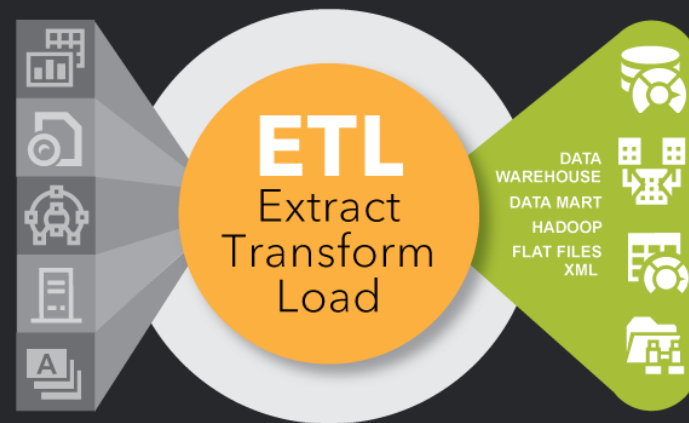 A
ETL
Extract
Transform
Load
DATA
WAREHOUSE
DATA MART
HADOOP
FLAT FILES
XML